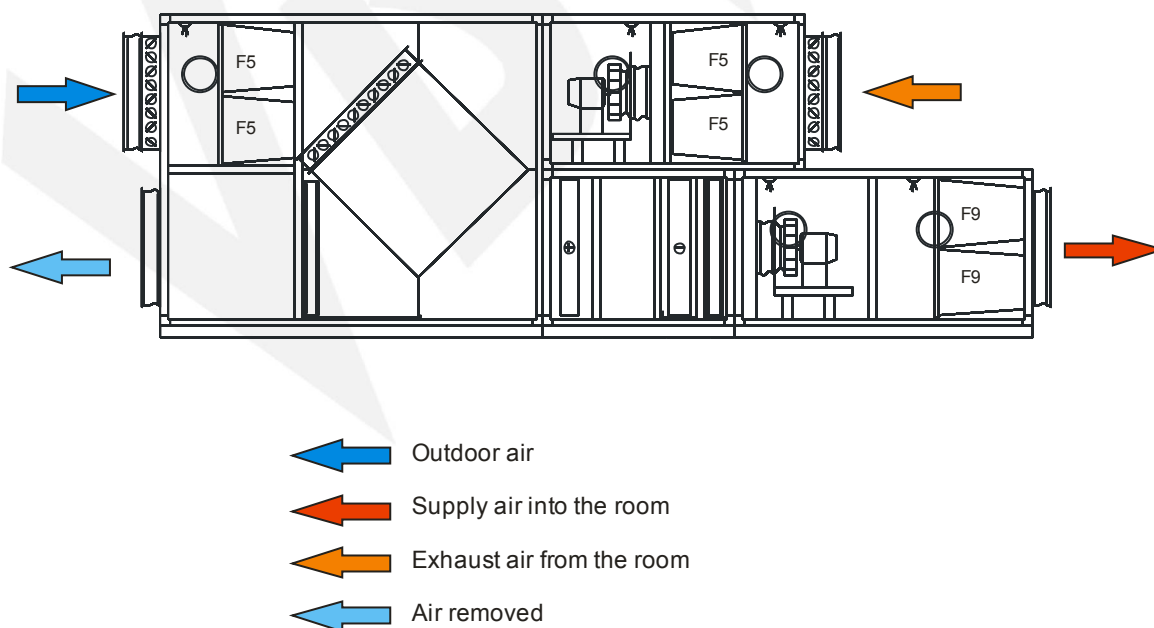 F5
F5
F5
F5
F9
F9
Outdoor air
Supply air into the room
Exhaust air from the room
Air removed